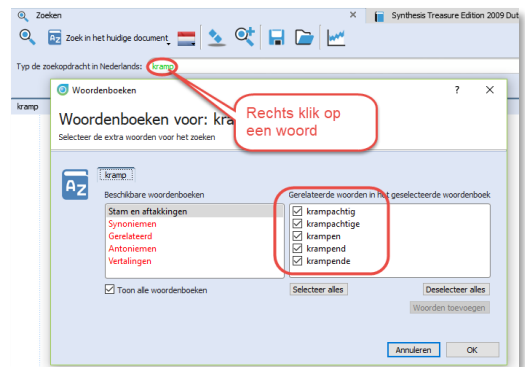 Zoeken
Synthesis Treasure Edition 2009 Dut
Zoek in het huidige document
Typ de zoekopdracht in Nederlands: kramp
Woordenboeken
kramp
Woordenboeken voor: kra
Rechts klik op
een woord
Selecteer de extra woorden voor het zoeken
AZ
kramp
Beschikbare woordenboeken
Gerelateerde woorden in het geselecteerde woordenboek
Stam en aftakkingen
krampachtig
Synoniemen
krampachtige
Gerelateerd
krampen
Antoniemen
krampend
Vertalingen
krampende
Toon alle woordenboeken
Selecteer alles
Deselecteer alles
Woorden toevoegen
Annuleren
OK